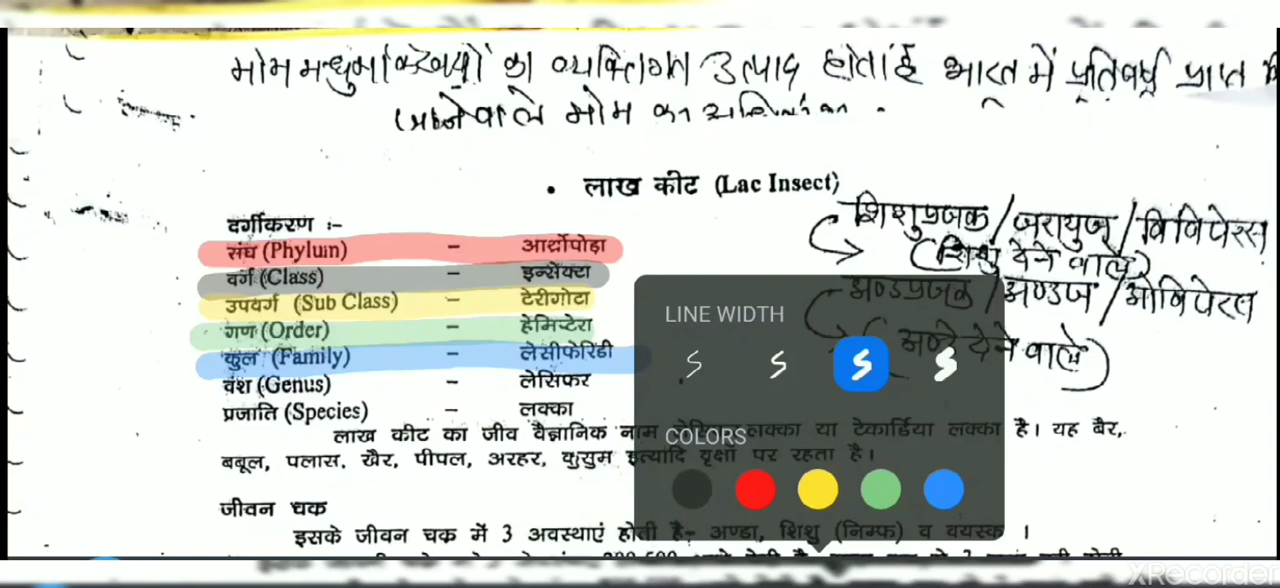 मोम मधुमक्खियों का व्यक्तिगत उत्पाद होता है भारत में प्रतिवर्ष प्राप्त
वाले मोम का
• लाख कीट (Lac Insect)
वर्गीकरण :-
शिशुप्रजक / जरायुज / विविपेरस
(शिशु देने वाले)
संघ (Phylum) - आर्थ्रोपोड़ा
वर्ग (Class) - इन्सेक्टा
उपवर्ग (Sub Class) - टेरीगोटा
अण्डप्रजक / अण्डज / ओविपेरस
(अण्डे देने वाले)
गण (Order) - हेमिप्टेरा
कुल (Family) - लेसीफेरिडी
वंश (Genus) - लेसिफर
प्रजाति (Species) - लक्का
लाख कीट का जीव वैज्ञानिक नाम लक्का या टेकार्डिया लक्का है। यह बैर,
बबूल, पलास, खैर, पीपल, अरहर, कुसुम इत्यादि वृक्षों पर रहता है।
जीवन चक्र
इसके जीवन चक्र में 3 अवस्थाएं होती है- अण्डा, शिशु (निम्फ) व वयस्क ।
LINE WIDTH
COLORS
XRecorder